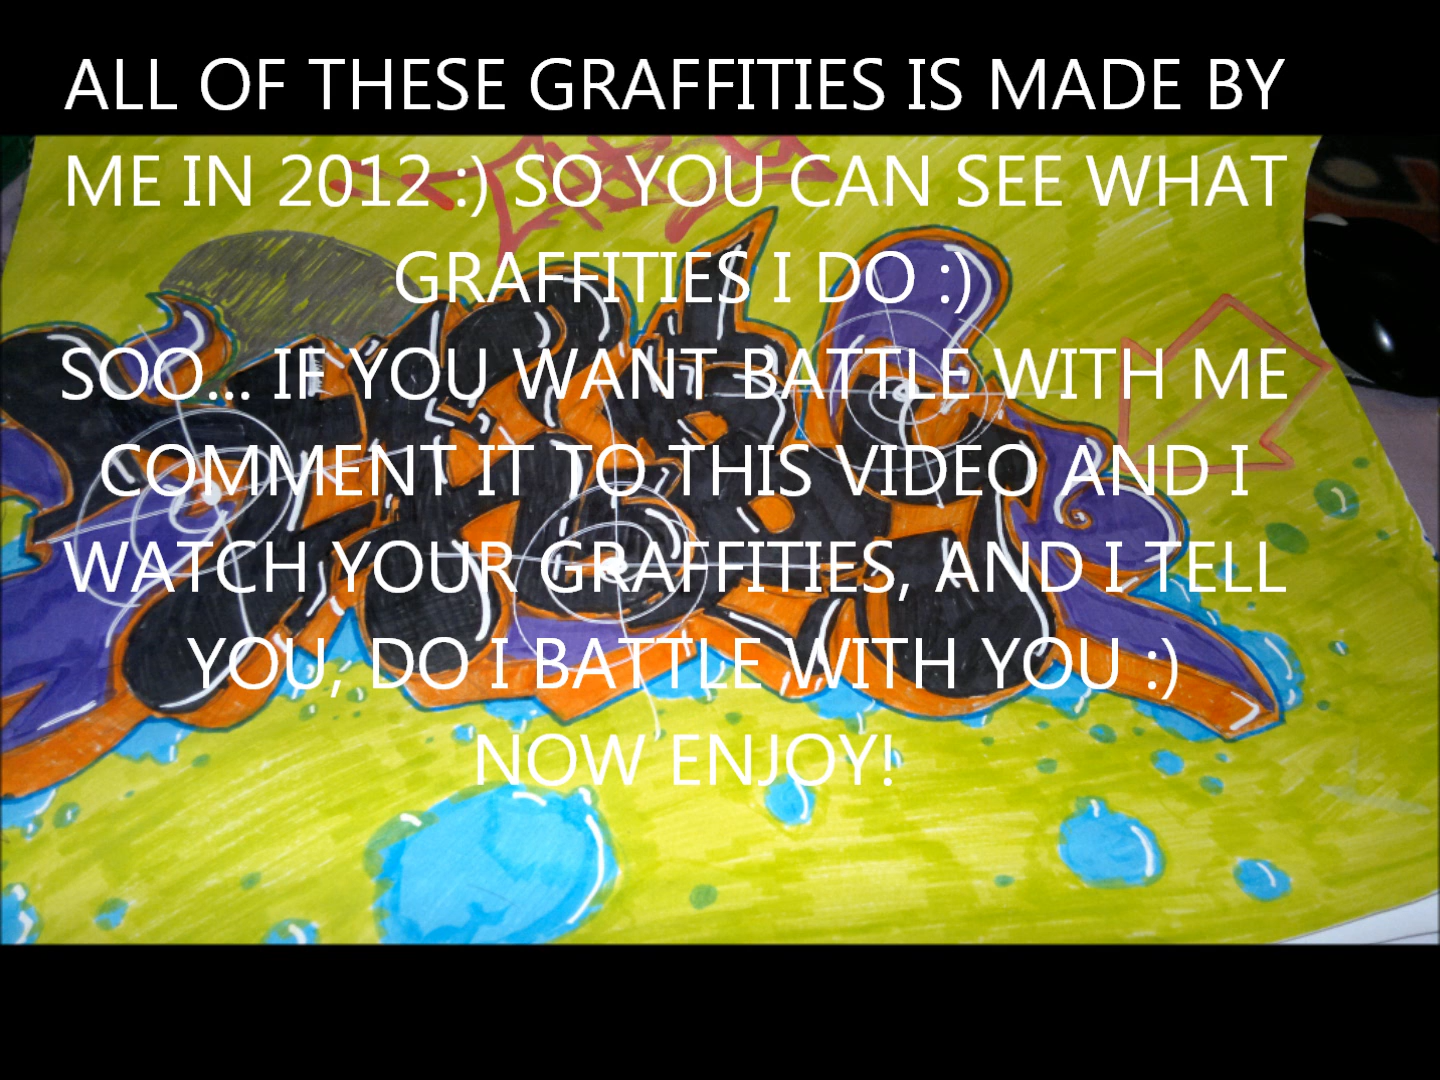 ALL OF THESE GRAFFITIES IS MADE BY
ME IN 2012 :) SO YOU CAN SEE WHAT
GRAFFITIES I DO :)
SOO... IF YOU WANT BATTLE WITH ME
COMMENT IT TO THIS VIDEO AND I
WATCH YOUR GRAFFITIES, AND I TELL
YOU, DO I BATTLE WITH YOU :)
NOW ENJOY!